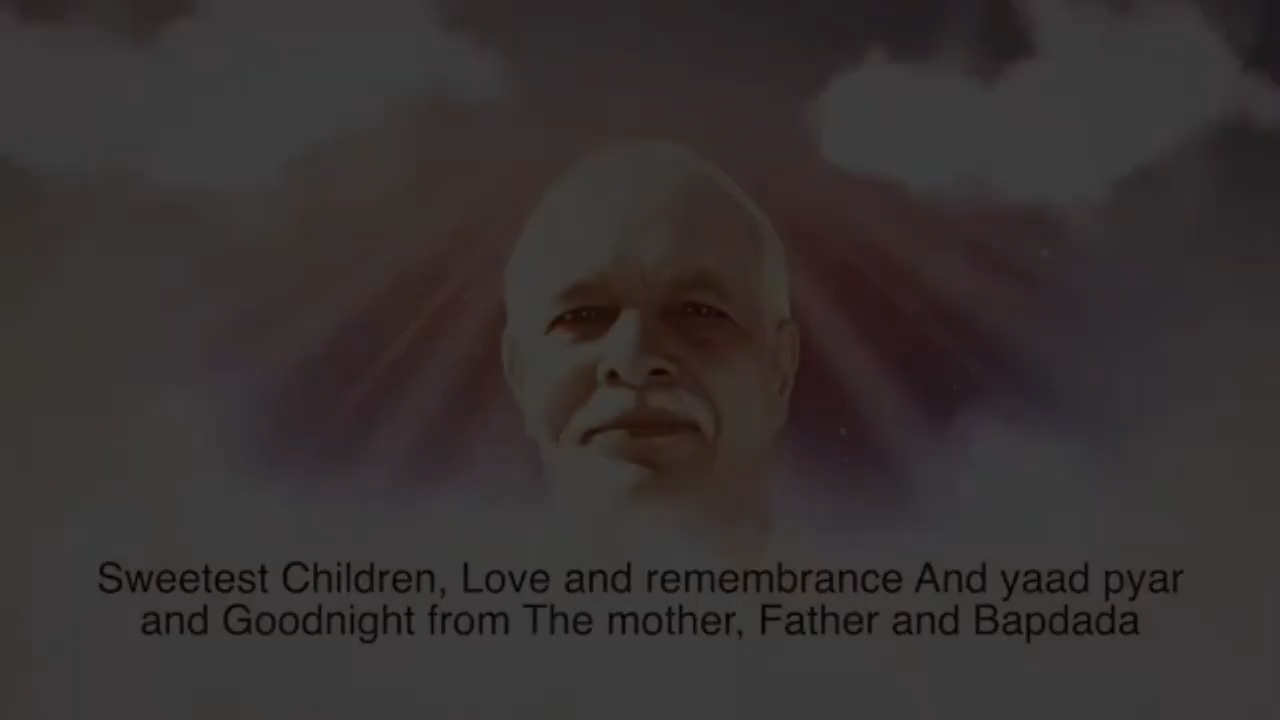 Sweetest Children, Love and remembrance And yaad pyar
and Goodnight from The mother, Father and Bapdada